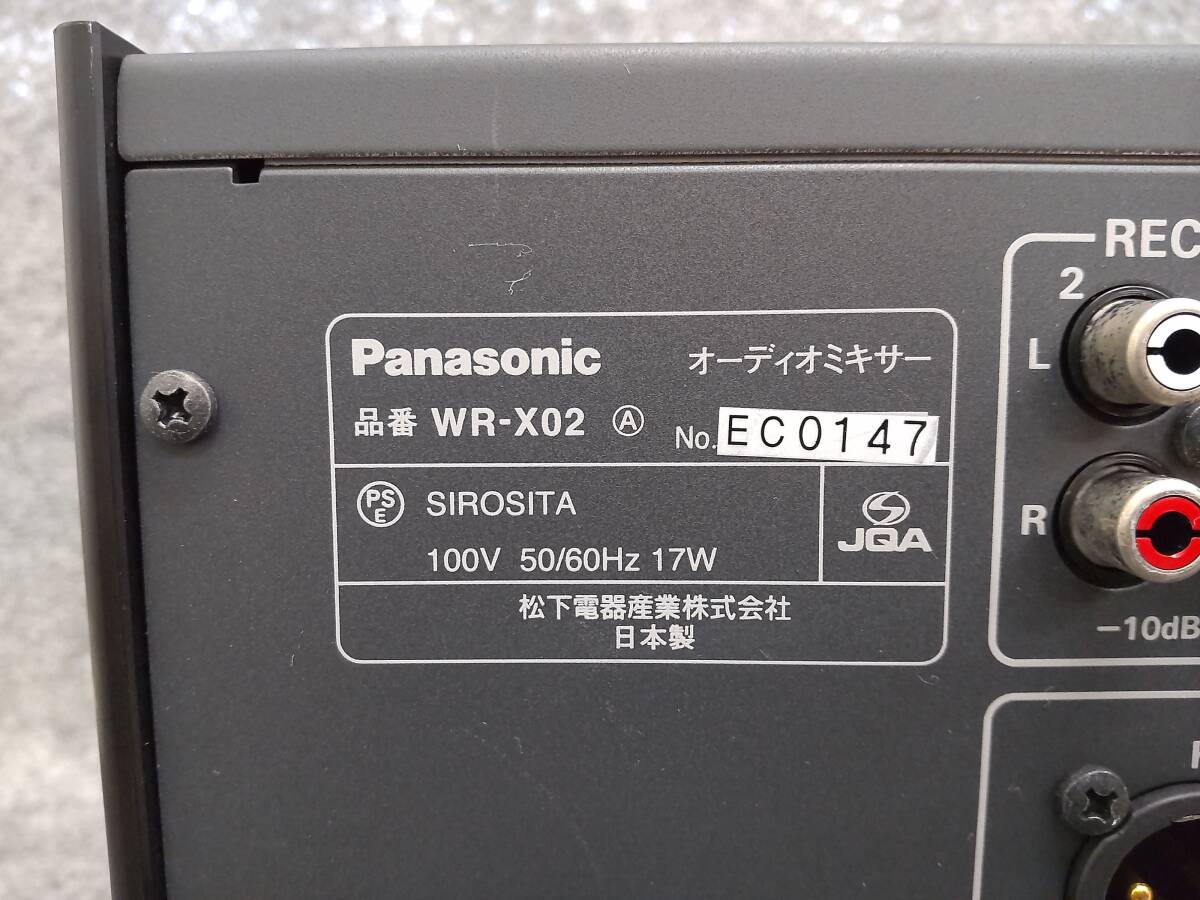 Panasonic オーディオミキサー
品番 WR-X02 Ⓐ No. EC0147
PSE SIROSITA
100V 50/60Hz 17W
JQA
松下電器産業株式会社
日本製
REC
2
L
R
−10dB